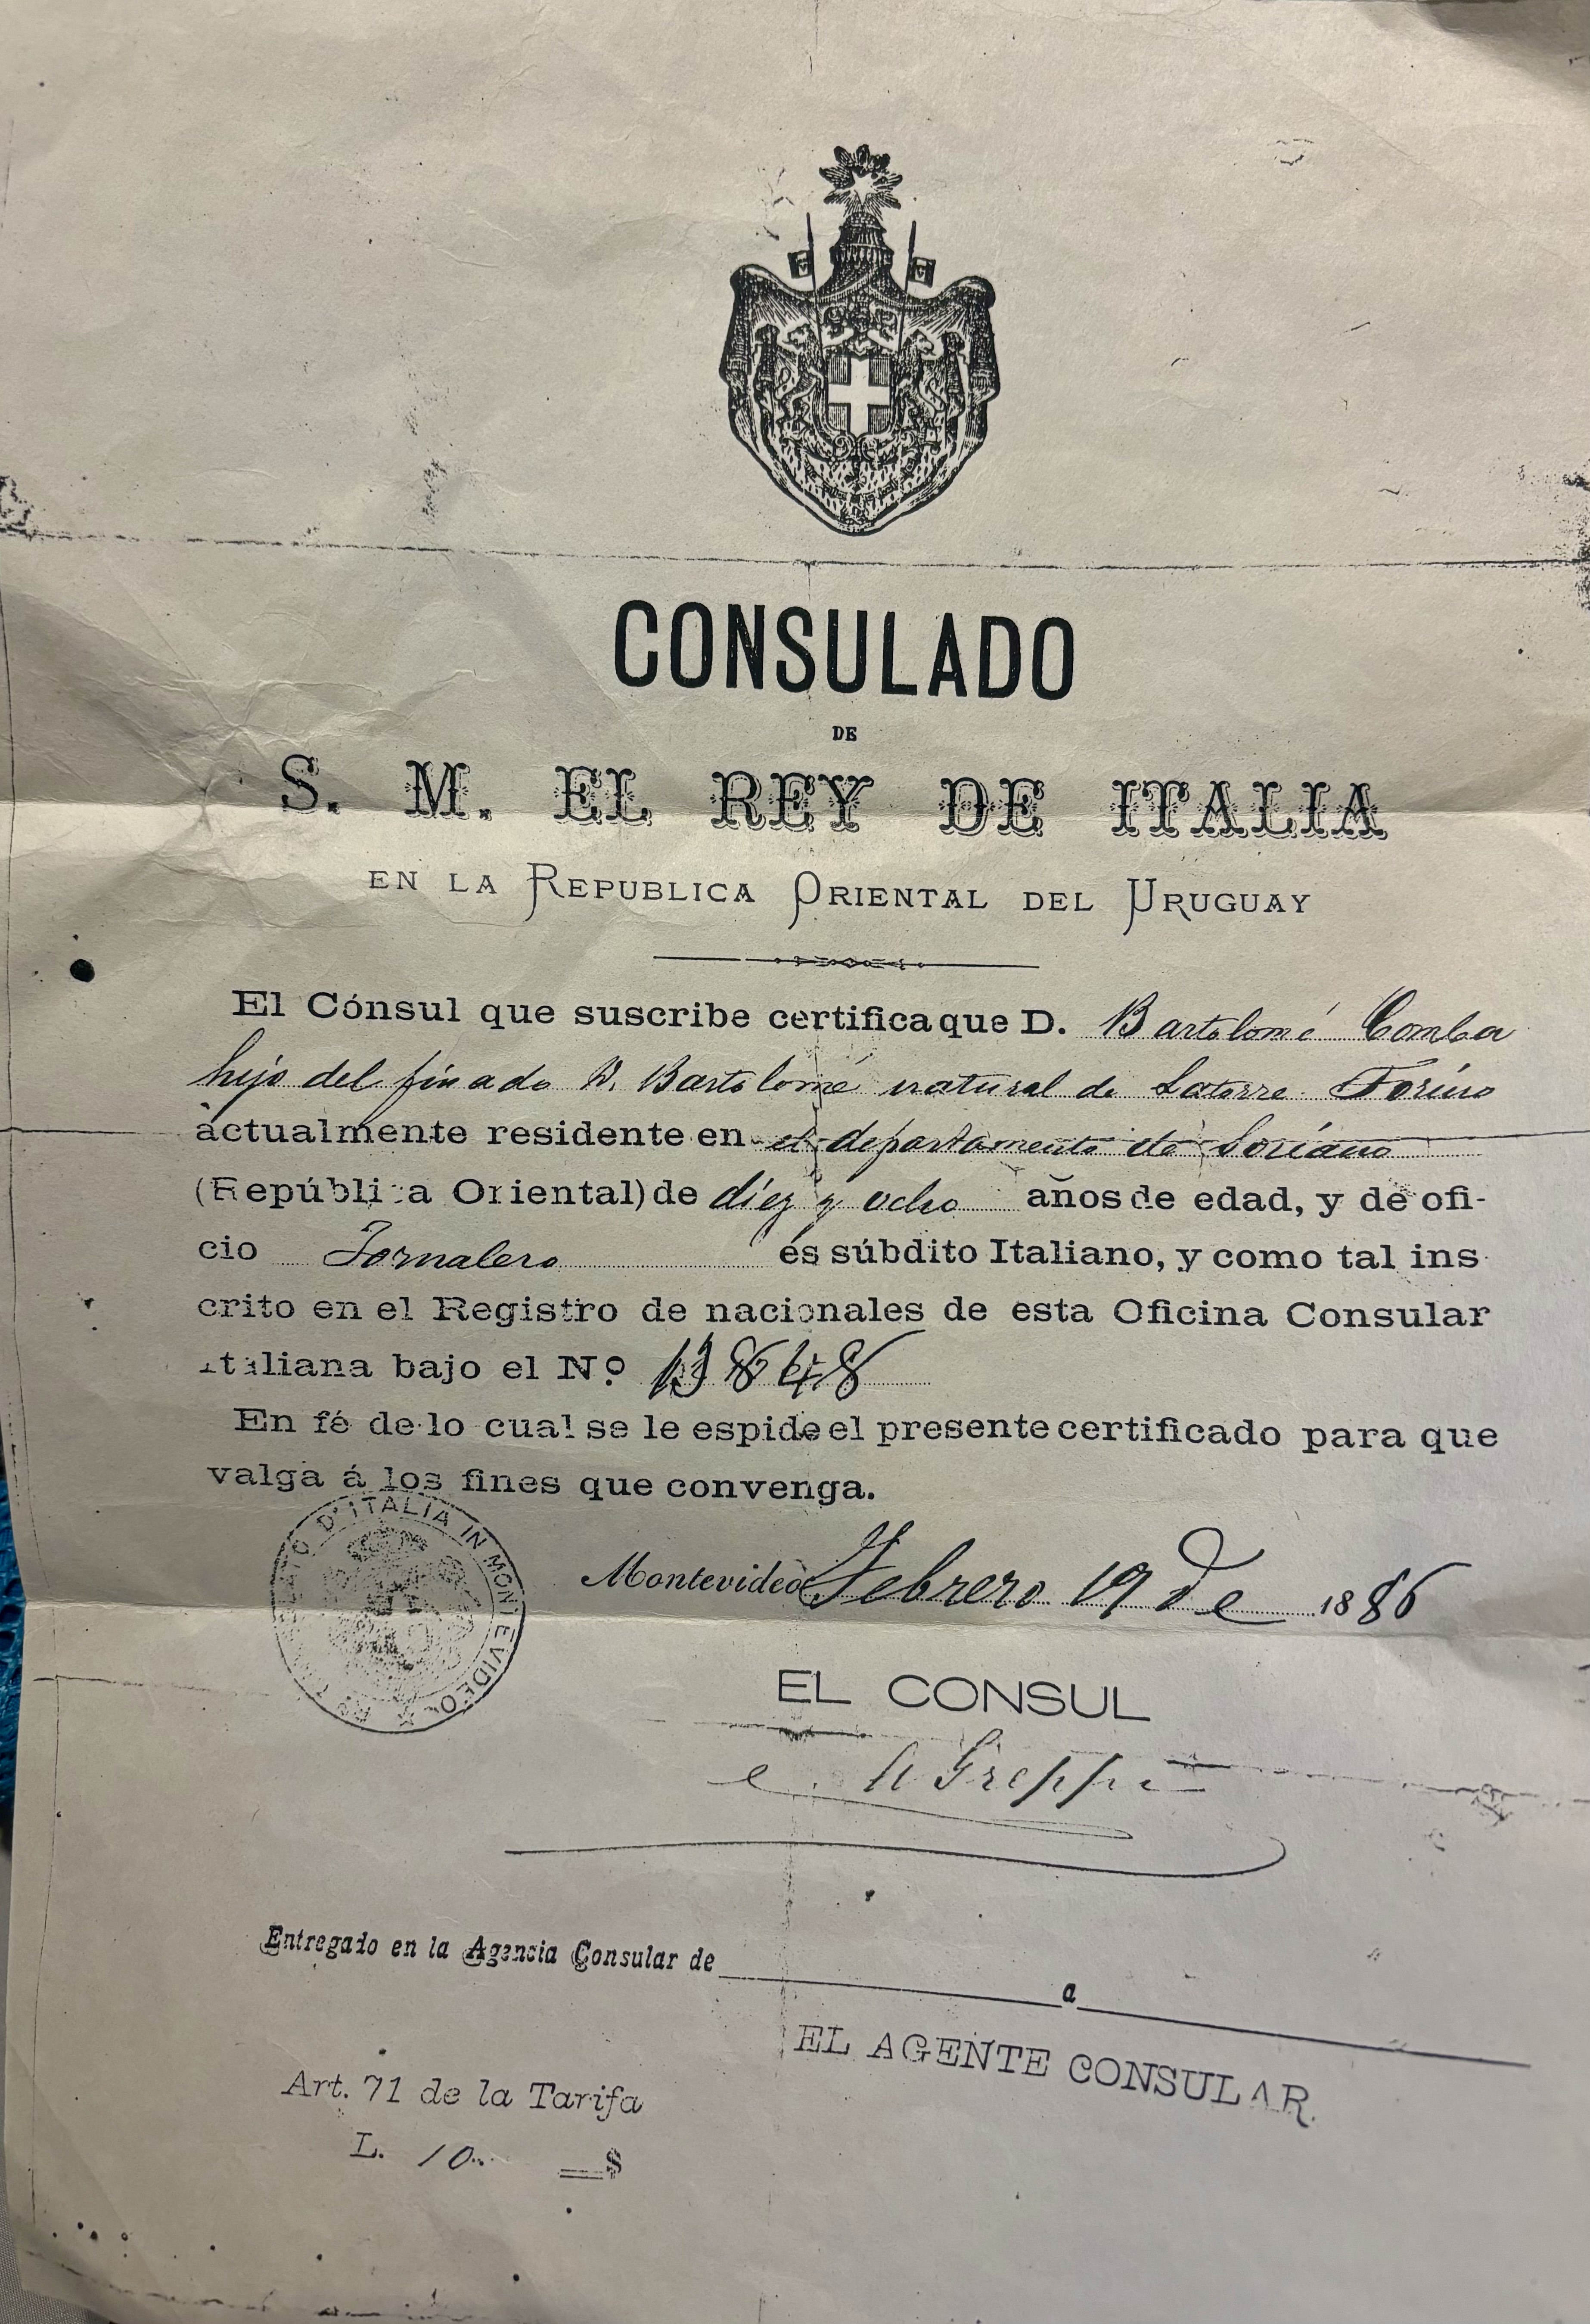 CONSULADO
DE
S. M. EL REY DE ITALIA
EN LA REPUBLICA ORIENTAL DEL URUGUAY
El Cónsul que suscribe certifica que D. Bartolomé Comba
hijo del finado D. Bartolomé natural de Latorre Torino
actualmente residente en el departamento de Soriano
(República Oriental) de diez y ocho años de edad, y de ofi-
cio Jornalero és súbdito Italiano, y como tal ins
crito en el Registro de nacionales de esta Oficina Consular
Italiana bajo el Nº 13848
En fé de lo cual se le espide el presente certificado para que
valga á los fines que convenga.
D'ITALIA IN MONTEVIDEO
Montevideo Febrero 19 de 1886
EL CONSUL
Greppi
Entregado en la Agencia Consular de a
EL AGENTE CONSULAR.
Art. 71 de la Tarifa
L. 10 $